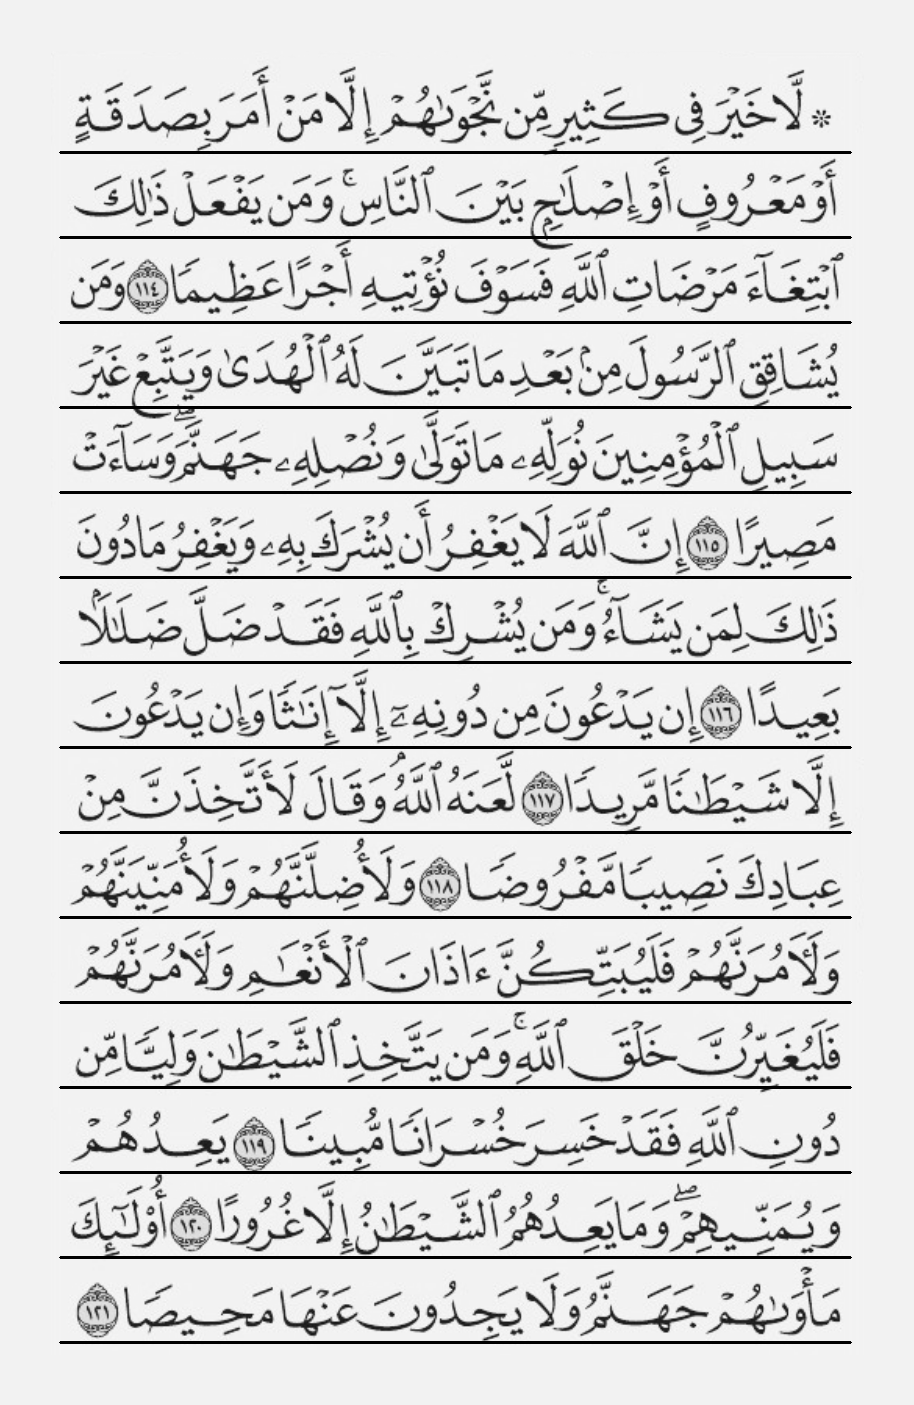 ۞ لَّا خَيْرَ فِى كَثِيرٍ مِّن نَّجْوَىٰهُمْ إِلَّا مَنْ أَمَرَ بِصَدَقَةٍ
أَوْ مَعْرُوفٍ أَوْ إِصْلَٰحٍۭ بَيْنَ ٱلنَّاسِ ۚ وَمَن يَفْعَلْ ذَٰلِكَ
ٱبْتِغَآءَ مَرْضَاتِ ٱللَّهِ فَسَوْفَ نُؤْتِيهِ أَجْرًا عَظِيمًا ١١٤ وَمَن
يُشَاقِقِ ٱلرَّسُولَ مِنۢ بَعْدِ مَا تَبَيَّنَ لَهُ ٱلْهُدَىٰ وَيَتَّبِعْ غَيْرَ
سَبِيلِ ٱلْمُؤْمِنِينَ نُوَلِّهِۦ مَا تَوَلَّىٰ وَنُصْلِهِۦ جَهَنَّمَ ۖ وَسَآءَتْ
مَصِيرًا ١١٥ إِنَّ ٱللَّهَ لَا يَغْفِرُ أَن يُشْرَكَ بِهِۦ وَيَغْفِرُ مَا دُونَ
ذَٰلِكَ لِمَن يَشَآءُ ۚ وَمَن يُشْرِكْ بِٱللَّهِ فَقَدْ ضَلَّ ضَلَٰلًۢا
بَعِيدًا ١١٦ إِن يَدْعُونَ مِن دُونِهِۦٓ إِلَّآ إِنَٰثًا وَإِن يَدْعُونَ
إِلَّا شَيْطَٰنًا مَّرِيدًا ١١٧ لَّعَنَهُ ٱللَّهُ ۘ وَقَالَ لَأَتَّخِذَنَّ مِنْ
عِبَادِكَ نَصِيبًا مَّفْرُوضًا ١١٨ وَلَأُضِلَّنَّهُمْ وَلَأُمَنِّيَنَّهُمْ
وَلَـَٔامُرَنَّهُمْ فَلَيُبَتِّكُنَّ ءَاذَانَ ٱلْأَنْعَٰمِ وَلَـَٔامُرَنَّهُمْ
فَلَيُغَيِّرُنَّ خَلْقَ ٱللَّهِ ۚ وَمَن يَتَّخِذِ ٱلشَّيْطَٰنَ وَلِيًّا مِّن
دُونِ ٱللَّهِ فَقَدْ خَسِرَ خُسْرَانًا مُّبِينًا ١١٩ يَعِدُهُمْ
وَيُمَنِّيهِمْ ۖ وَمَا يَعِدُهُمُ ٱلشَّيْطَٰنُ إِلَّا غُرُورًا ١٢٠ أُو۟لَٰٓئِكَ
مَأْوَىٰهُمْ جَهَنَّمُ وَلَا يَجِدُونَ عَنْهَا مَحِيصًا ١٢١